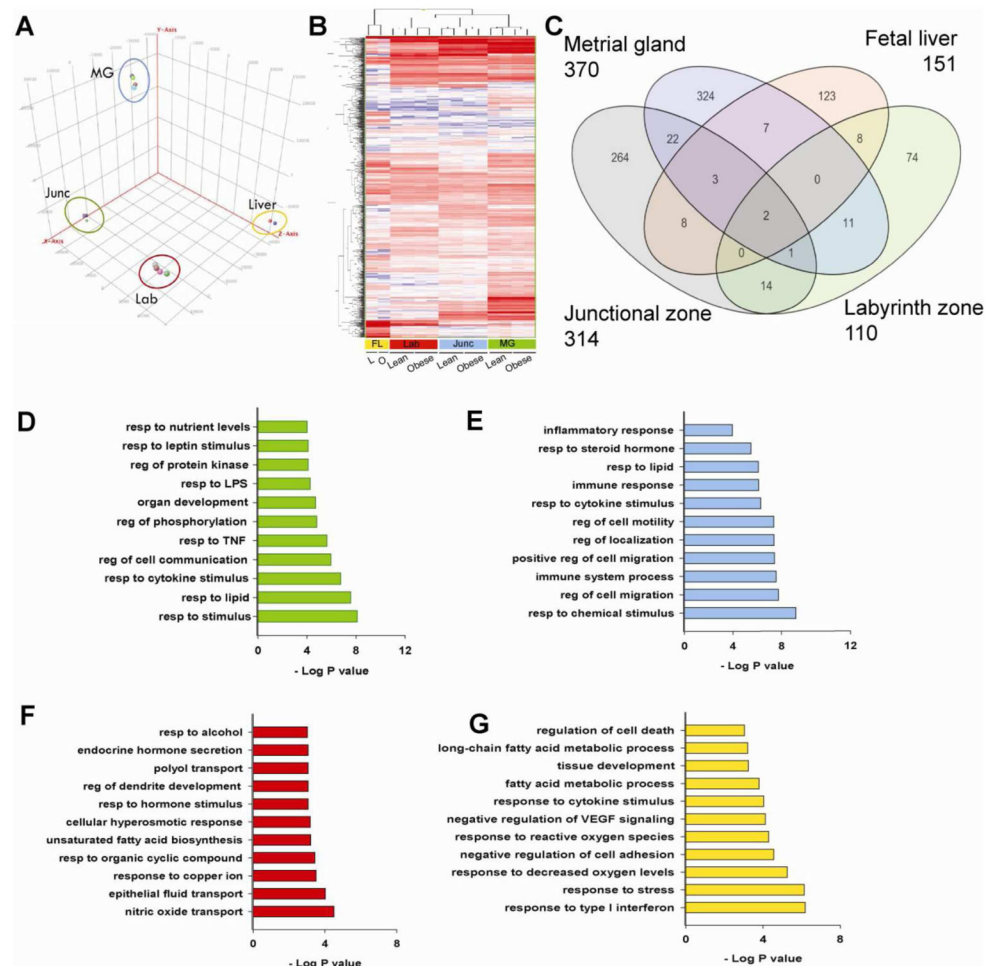 A
Y-Axis
MG
Junc
X-Axis
Liver
Z-Axis
Lab
B
FL Lab Junc MG
L O Lean Obese Lean Obese Lean Obese
C
Metrial gland
370
Fetal liver
151
324
123
22
7
8
264
74
3
0
8
2
11
0
1
14
Junctional zone
314
Labyrinth zone
110
D
resp to nutrient levels
resp to leptin stimulus
reg of protein kinase
resp to LPS
organ development
reg of phosphorylation
resp to TNF
reg of cell communication
resp to cytokine stimulus
resp to lipid
resp to stimulus
0 4 8 12
- Log P value
E
inflammatory response
resp to steroid hormone
resp to lipid
immune response
resp to cytokine stimulus
reg of cell motility
reg of localization
positive reg of cell migration
immune system process
reg of cell migration
resp to chemical stimulus
0 4 8 12
- Log P value
F
resp to alcohol
endocrine hormone secretion
polyol transport
reg of dendrite development
resp to hormone stimulus
cellular hyperosmotic response
unsaturated fatty acid biosynthesis
resp to organic cyclic compound
response to copper ion
epithelial fluid transport
nitric oxide transport
0 4 8
- Log P value
G
regulation of cell death
long-chain fatty acid metabolic process
tissue development
fatty acid metabolic process
response to cytokine stimulus
negative regulation of VEGF signaling
response to reactive oxygen species
negative regulation of cell adhesion
response to decreased oxygen levels
response to stress
response to type I interferon
0 4 8
- Log P value